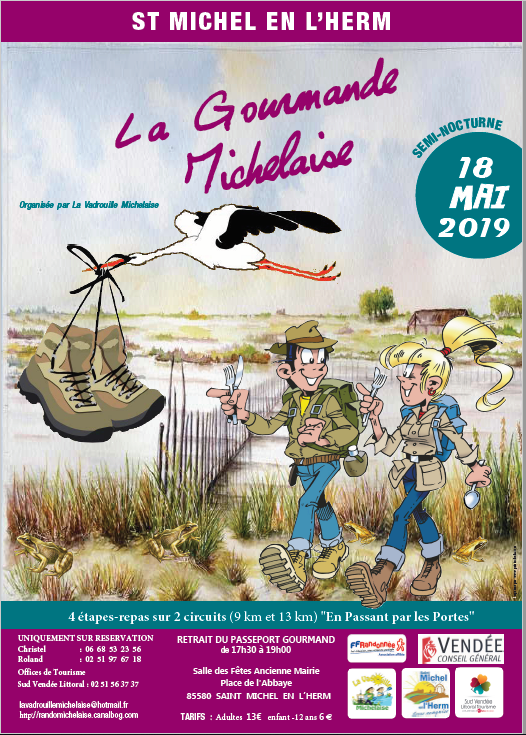 ST MICHEL EN L'HERM
La Gourmande
Michelaise
SEMI-NOCTURNE
18
MAI
2019
Organisée par La Vadrouille Michelaise
4 étapes-repas sur 2 circuits (9 km et 13 km) "En Passant par les Portes"
UNIQUEMENT SUR RESERVATION
Christel : 06 68 53 23 56
Roland : 02 51 97 67 18
Offices de Tourisme
Sud Vendée Littoral : 02 51 56 37 37
lavadrouillemichelaise@hotmail.fr
http://randomichelaise.canalbog.com
RETRAIT DU PASSEPORT GOURMAND
de 17h30 à 19h00
Salle des Fêtes Ancienne Mairie
Place de l'Abbaye
85580 SAINT MICHEL EN L'HERM
TARIFS : Adultes 13€ enfant -12 ans 6 €
FFRandonnée
VENDÉE
CONSEIL GÉNÉRAL
Michelaise
Michel
en l'Herm
Sud Vendée
Littoral Tourisme